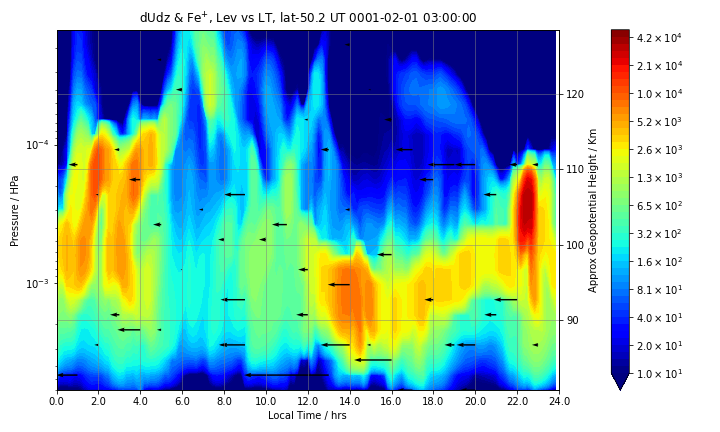 dUdz & Fe⁺, Lev vs LT, lat-50.2 UT 0001-02-01 03:00:00
Pressure / HPa
10⁻⁴
10⁻³
0.0 2.0 4.0 6.0 8.0 10.0 12.0 14.0 16.0 18.0 20.0 22.0 24.0
Local Time / hrs
120
110
100
90
Approx Geopotential Height / Km
4.2 × 10⁴
2.1 × 10⁴
1.0 × 10⁴
5.2 × 10³
2.6 × 10³
1.3 × 10³
6.5 × 10²
3.2 × 10²
1.6 × 10²
8.1 × 10¹
4.0 × 10¹
2.0 × 10¹
1.0 × 10¹